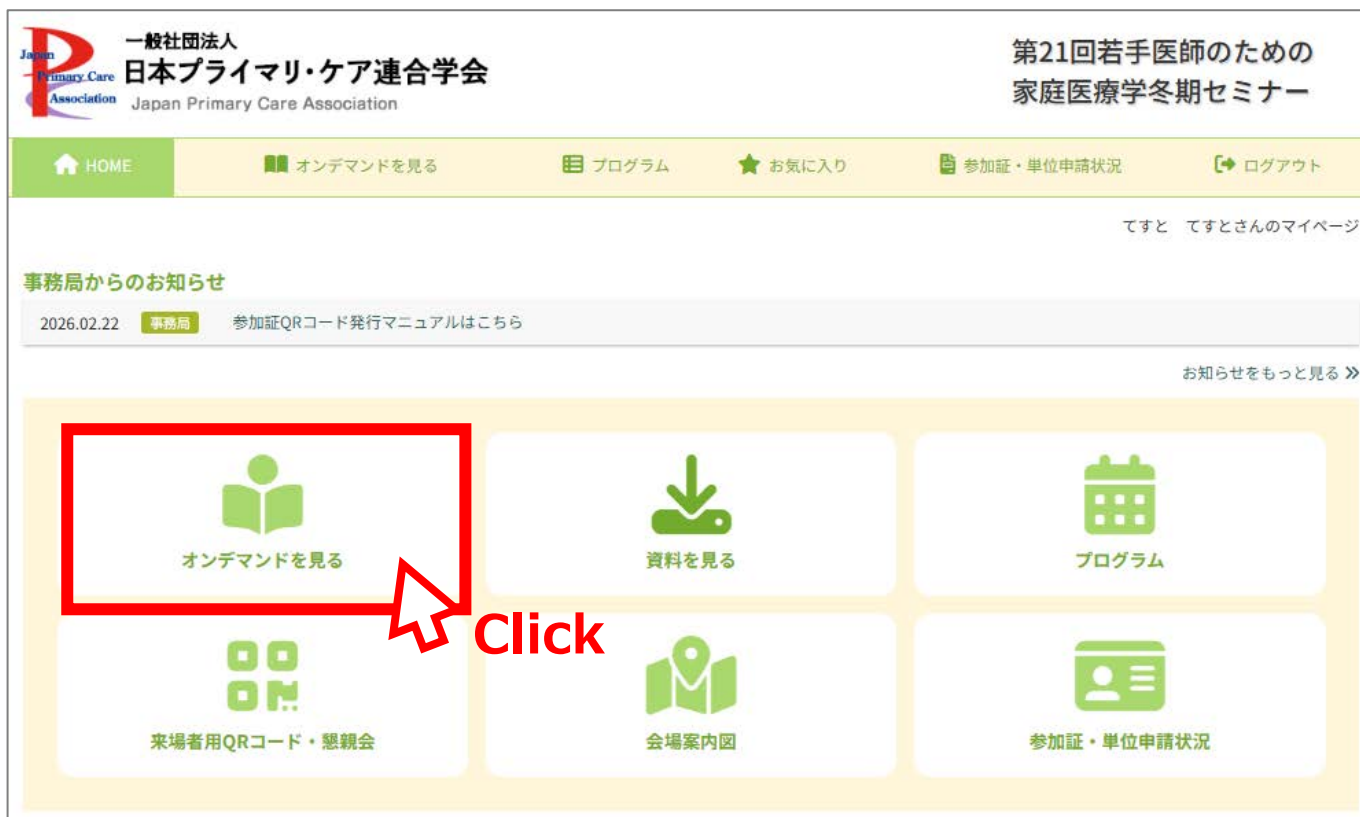 Japan
Primary Care
Association
一般社団法人
日本プライマリ・ケア連合学会
Japan Primary Care Association
第21回若手医師のための
家庭医療学冬期セミナー
HOME
オンデマンドを見る
プログラム
お気に入り
参加証・単位申請状況
ログアウト
てすと　てすとさんのマイページ
事務局からのお知らせ
2026.02.22 事務局 参加証QRコード発行マニュアルはこちら
お知らせをもっと見る
オンデマンドを見る
資料を見る
プログラム
Click
来場者用QRコード・懇親会
会場案内図
参加証・単位申請状況